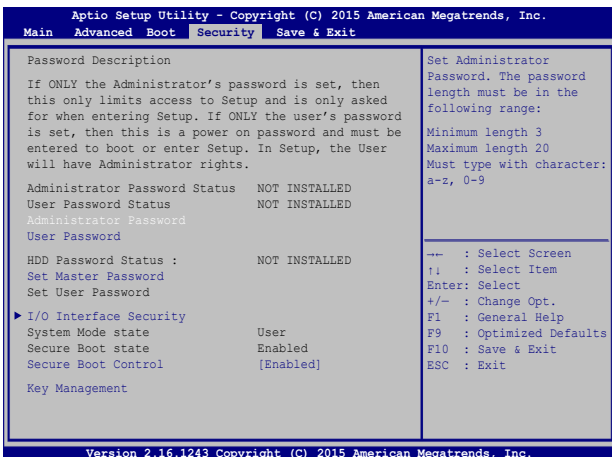 Aptio Setup Utility - Copyright (C) 2015 American Megatrends, Inc.
Main Advanced Boot Security Save & Exit
Password Description
If ONLY the Administrator's password is set, then
this only limits access to Setup and is only asked
for when entering Setup. If ONLY the user's password
is set, then this is a power on password and must be
entered to boot or enter Setup. In Setup, the User
will have Administrator rights.
Administrator Password Status NOT INSTALLED
User Password Status NOT INSTALLED
Administrator Password
User Password
HDD Password Status : NOT INSTALLED
Set Master Password
Set User Password
I/O Interface Security
System Mode state User
Secure Boot state Enabled
Secure Boot Control [Enabled]
Key Management
Set Administrator
Password. The password
length must be in the
following range:
Minimum length 3
Maximum length 20
Must type with character:
a-z, 0-9
→← : Select Screen
↑↓ : Select Item
Enter: Select
+/— : Change Opt.
F1 : General Help
F9 : Optimized Defaults
F10 : Save & Exit
ESC : Exit
Version 2.16.1243 Copyright (C) 2015 American Megatrends, Inc.